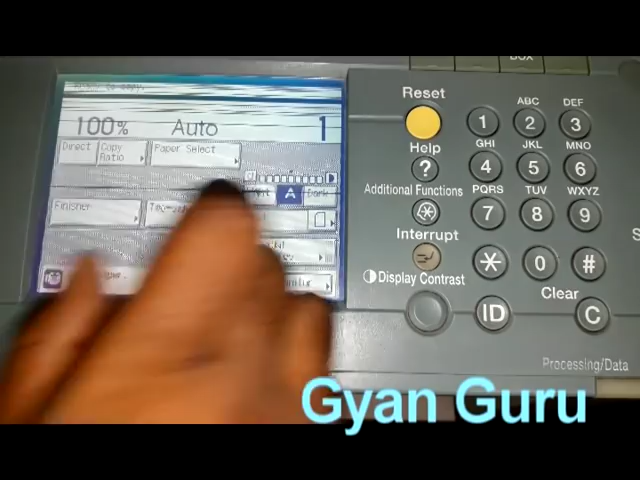 BOX
100% Auto 1
Direct Copy Ratio Paper Select
A Dark
Finisher
Reset
Help
?
Additional Functions
Interrupt
Display Contrast
1
ABC
2
DEF
3
GHI
4
JKL
5
MNO
6
PQRS
7
TUV
8
WXYZ
9
*
0
#
Clear
ID
C
Processing/Data
Gyan Guru